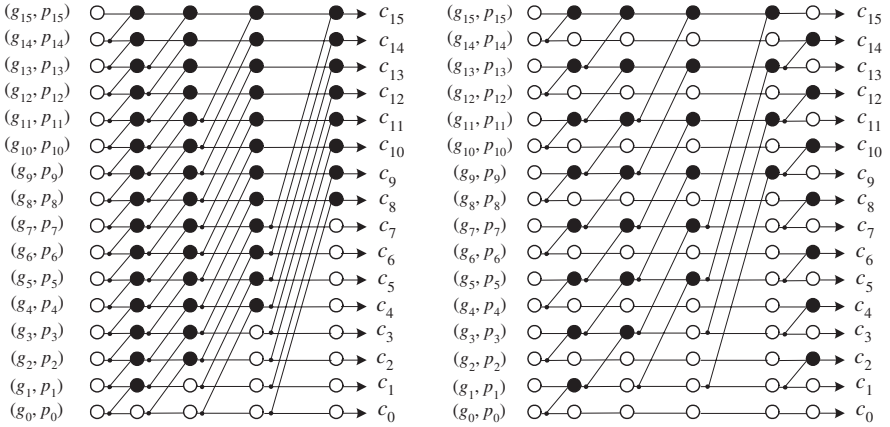 (g15, p15) c15 (g15, p15) c15
(g14, p14) c14 (g14, p14) c14
(g13, p13) c13 (g13, p13) c13
(g12, p12) c12 (g12, p12) c12
(g11, p11) c11 (g11, p11) c11
(g10, p10) c10 (g10, p10) c10
(g9, p9) c9 (g9, p9) c9
(g8, p8) c8 (g8, p8) c8
(g7, p7) c7 (g7, p7) c7
(g6, p6) c6 (g6, p6) c6
(g5, p5) c5 (g5, p5) c5
(g4, p4) c4 (g4, p4) c4
(g3, p3) c3 (g3, p3) c3
(g2, p2) c2 (g2, p2) c2
(g1, p1) c1 (g1, p1) c1
(g0, p0) c0 (g0, p0) c0